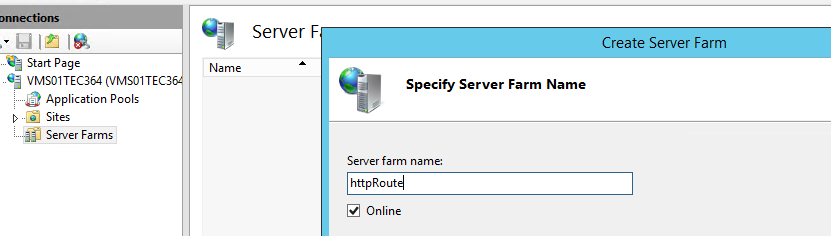 onnections
Start Page
VMS01TEC364 (VMS01TEC364
Application Pools
Sites
Server Farms
Server Fa
Name
Create Server Farm
Specify Server Farm Name
Server farm name:
httpRoute
Online